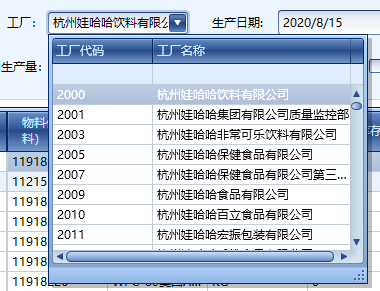 工厂: 杭州娃哈哈饮料有限公 生产日期: 2020/8/15
工厂代码 工厂名称
生产量:
2000 杭州娃哈哈饮料有限公司
2001 杭州娃哈哈集团有限公司质量监控部
物料
料)
2003 杭州娃哈哈非常可乐饮料有限公司
2005 杭州娃哈哈保健食品有限公司
11918
2007 杭州娃哈哈保健食品有限公司第三...
11215
2009 杭州娃哈哈食品有限公司
11918
2010 杭州娃哈哈百立食品有限公司
11918
2011 杭州娃哈哈宏振包装有限公司
11918
11918
11918